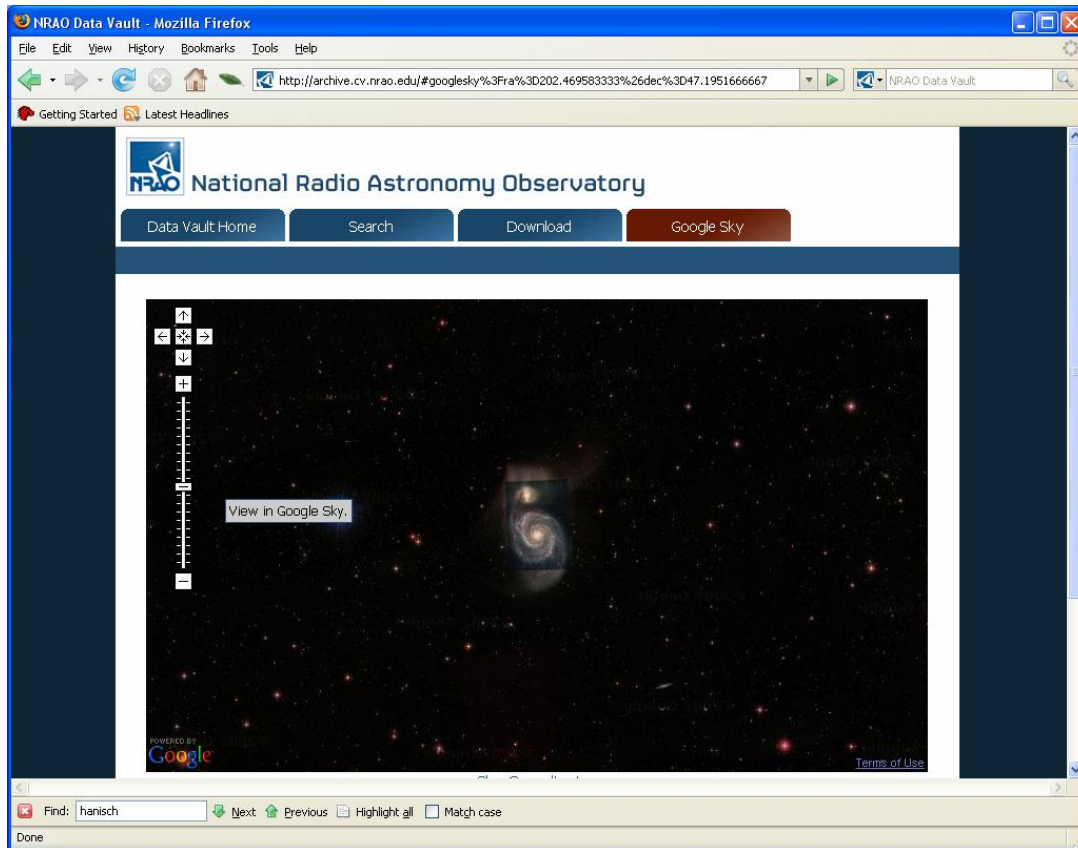 NRAO Data Vault - Mozilla Firefox
File Edit View History Bookmarks Tools Help
http://archive.cv.nrao.edu/#googlesky%3Fra%3D202.469583333%26dec%3D47.1951666667
NRAO Data Vault
Getting Started Latest Headlines
NRAO National Radio Astronomy Observatory
Data Vault Home Search Download Google Sky
View in Google Sky.
POWERED BY
Google
Terms of Use
Find: hanisch Next Previous Highlight all Match case
Done